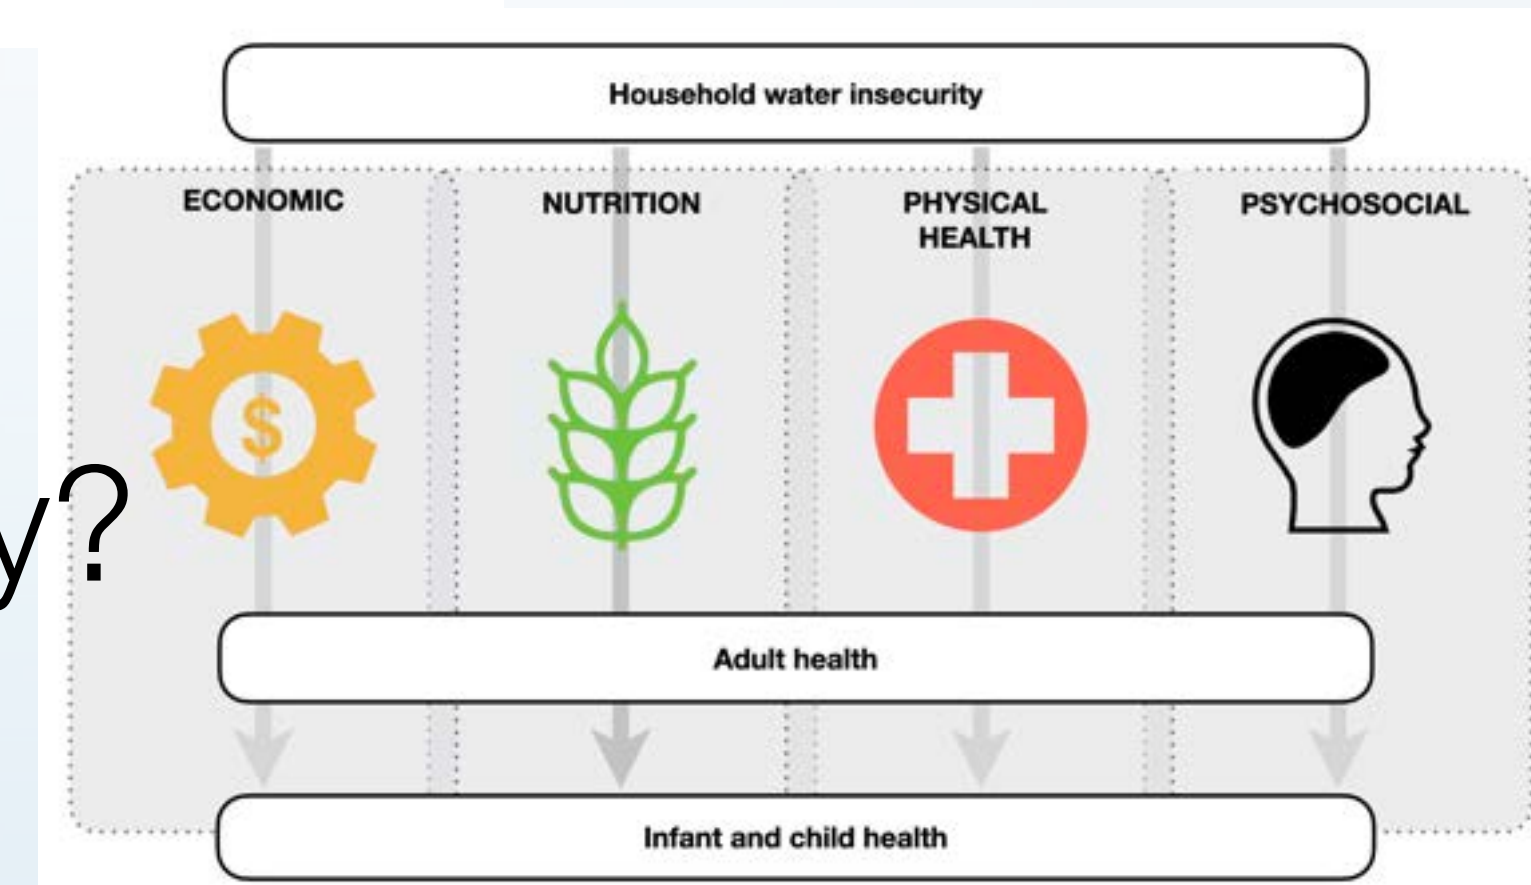 Household water insecurity
ECONOMIC
NUTRITION
PHYSICAL
HEALTH
PSYCHOSOCIAL
$
y?
Adult health
Infant and child health